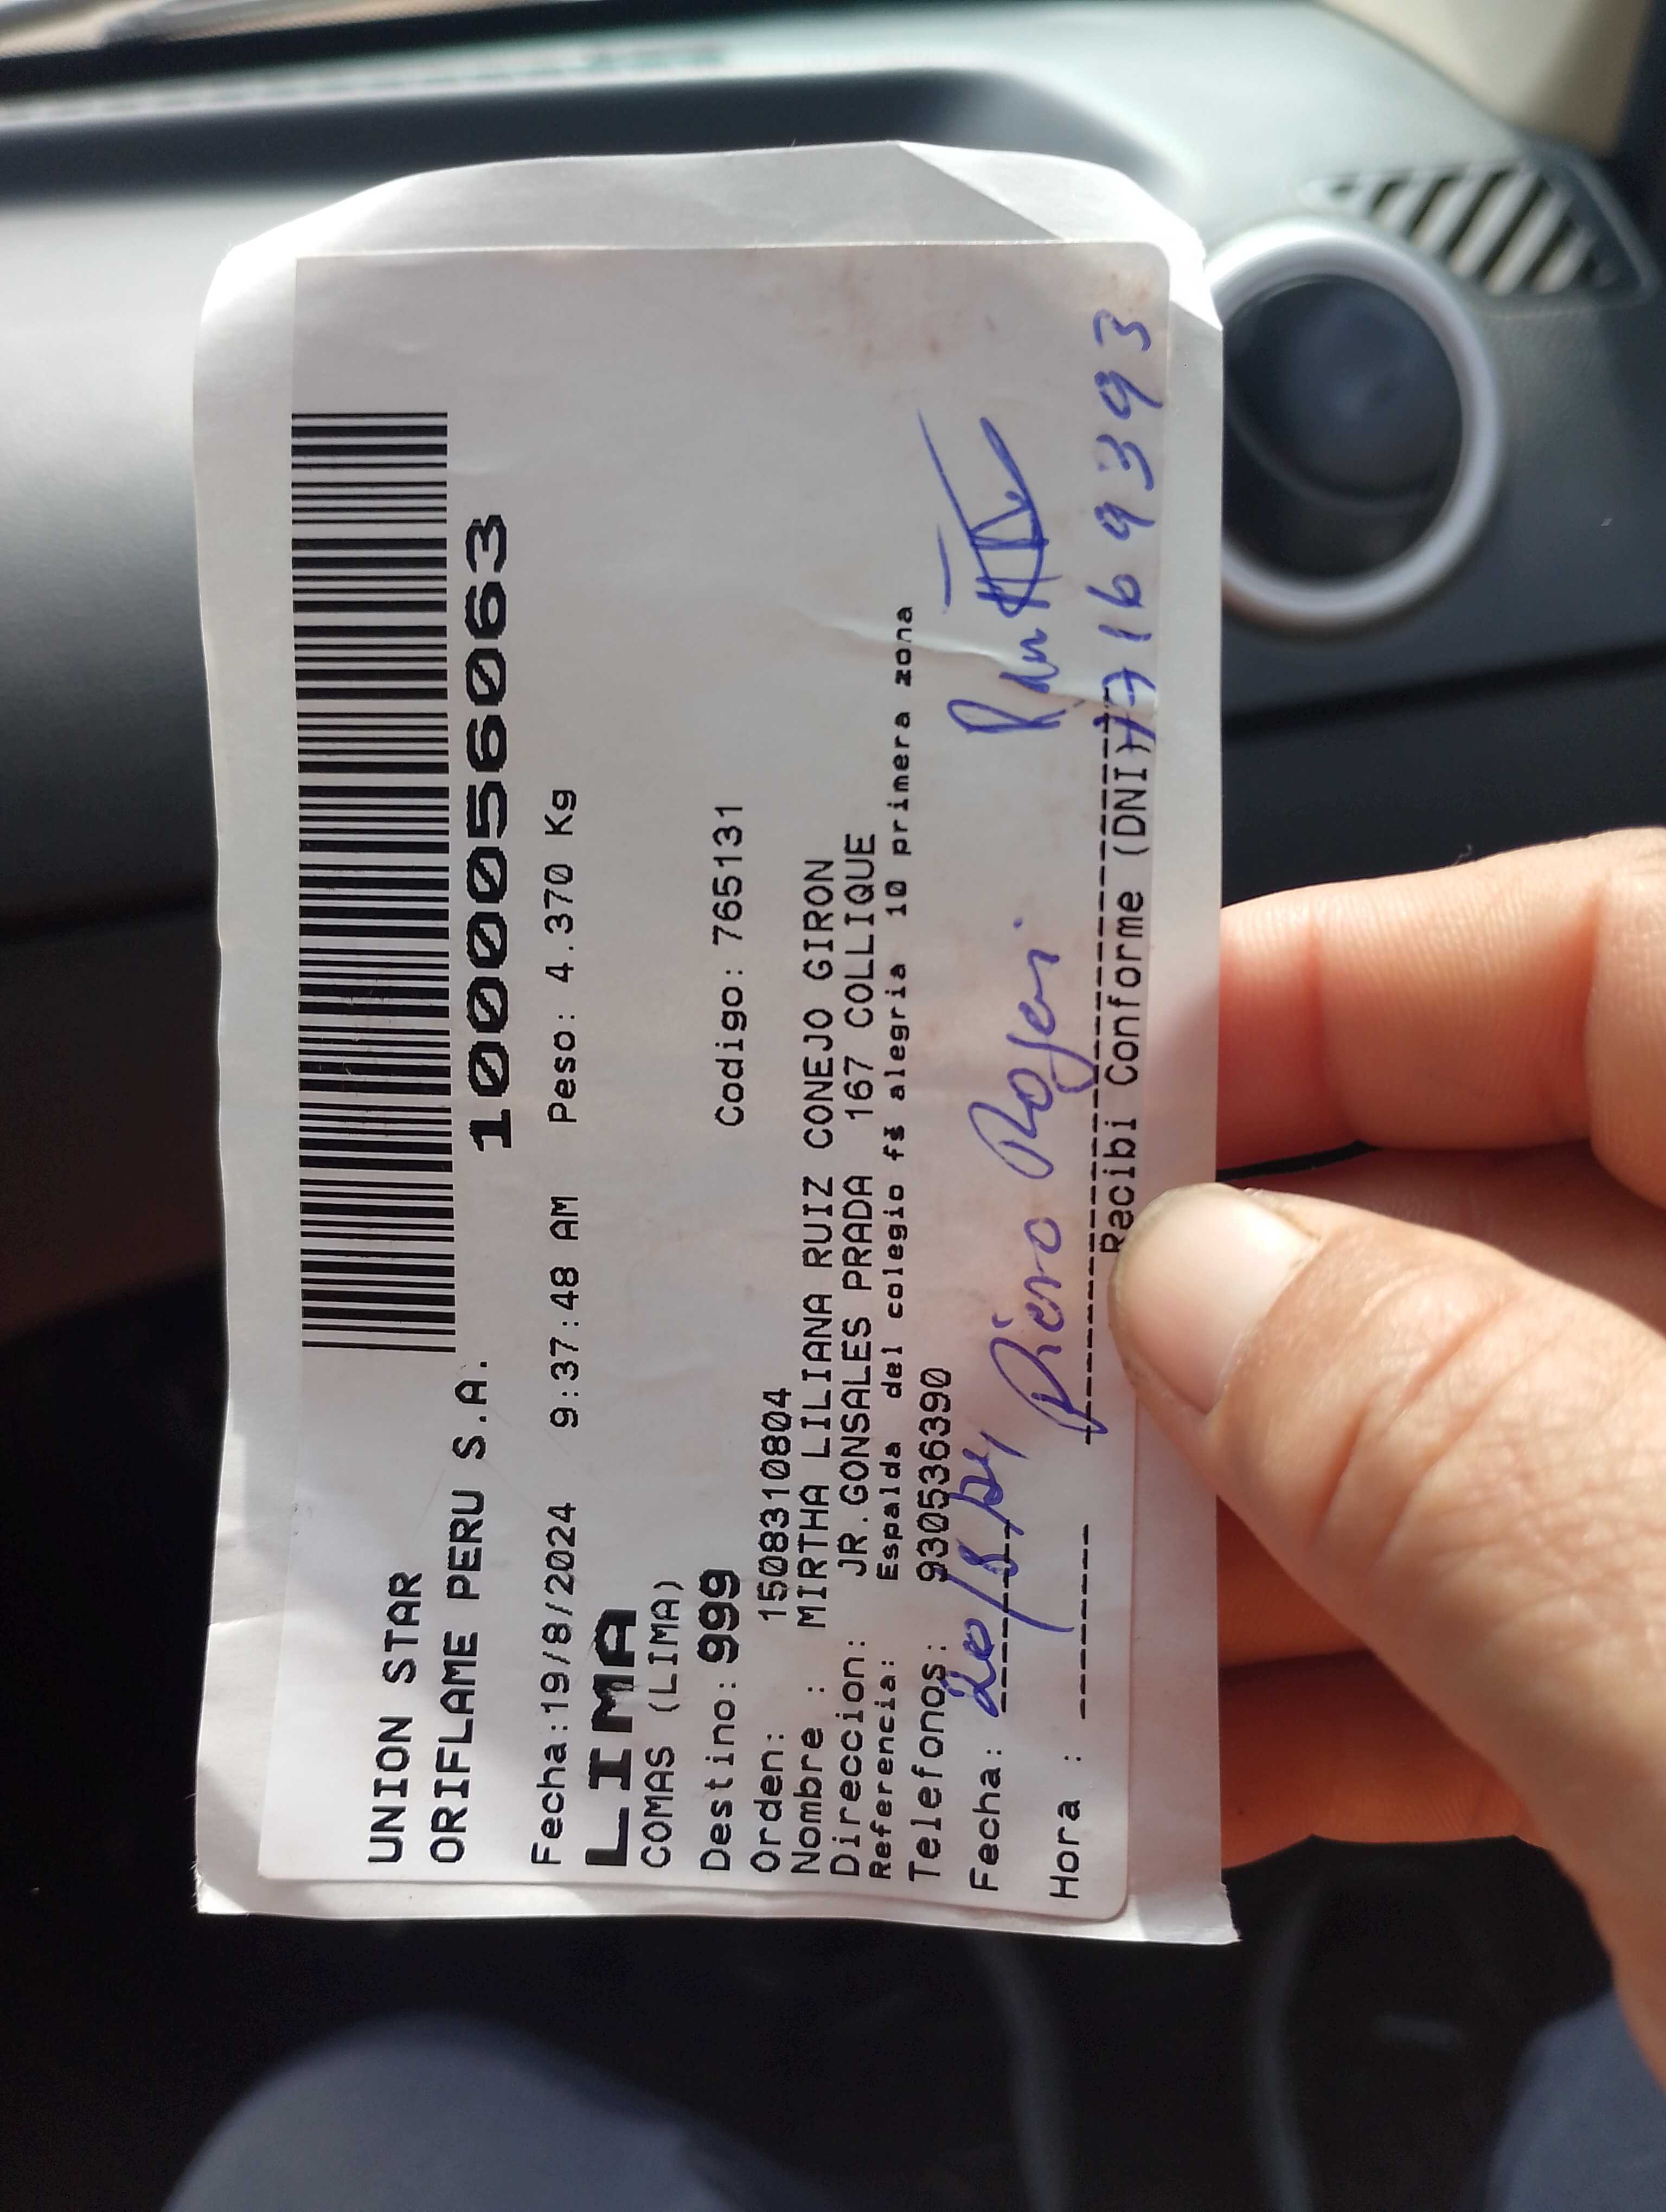 UNION STAR
ORIFLAME PERU S.A.
1000056063
Fecha:19/8/2024 9:37:48 AM Peso: 4.370 Kg
LIMA
COMAS (LIMA)
Destino:999 Codigo:765131
Orden: 1508310804
Nombre : MIRTHA LILIANA RUIZ CONEJO GIRON
Direccion: JR.GONSALES PRADA 167 COLLIQUE
Referencia: Espalda del colegio f$ alegria 10 primera zona
Telefonos: 930536390
Fecha: 20/8/24 Piero Roger
Hora :
Recibi Conforme (DNI)